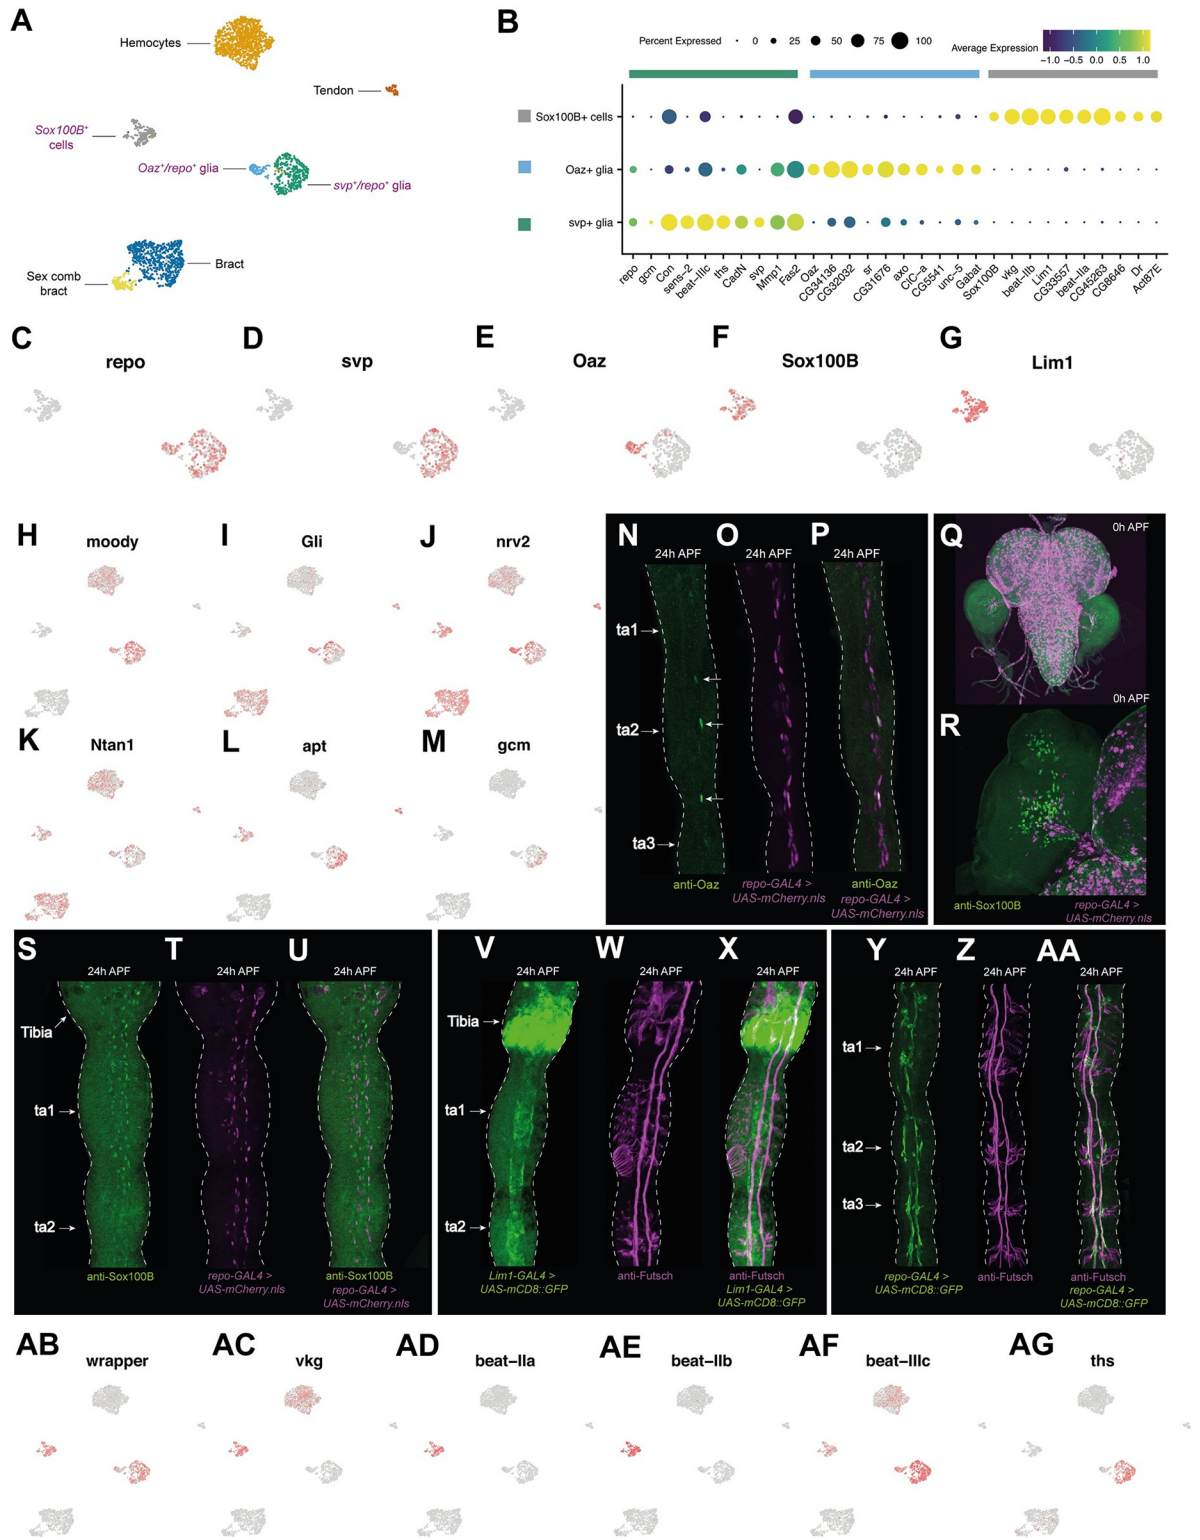 A
Hemocytes
Tendon
Sox100B⁺
cells
Oaz⁺/repo⁺ glia
svp⁺/repo⁺ glia
Bract
Sex comb
bract
B
Percent Expressed 0 25 50 75 100
Average Expression
−1.0 −0.5 0.0 0.5 1.0
Sox100B+ cells
Oaz+ glia
svp+ glia
repo
gcm
Con
sens−2
beat−IIIc
ths
CadN
svp
Mmp1
Fas2
Oaz
CG34136
CG32032
sr
CG31676
axo
ClC−a
CG5541
unc−5
Gabat
Sox100B
vkg
beat−IIb
Lim1
CG33557
beat−IIa
CG45263
CG8646
Dr
Act87E
C
repo
D
svp
E
Oaz
F
Sox100B
G
Lim1
H
moody
I
Gli
J
nrv2
K
Ntan1
L
apt
M
gcm
N O P
24h APF 24h APF 24h APF
ta1
ta2
ta3
anti-Oaz
repo-GAL4 >
UAS-mCherry.nls
anti-Oaz
repo-GAL4 >
UAS-mCherry.nls
Q
0h APF
R
0h APF
anti-Sox100B
repo-GAL4 >
UAS-mCherry.nls
S T U
24h APF 24h APF 24h APF
Tibia
ta1
ta2
anti-Sox100B
repo-GAL4 >
UAS-mCherry.nls
anti-Sox100B
repo-GAL4 >
UAS-mCherry.nls
V W X
24h APF 24h APF 24h APF
Tibia
ta1
ta2
Lim1-GAL4 >
UAS-mCD8::GFP
anti-Futsch
anti-Futsch
Lim1-GAL4 >
UAS-mCD8::GFP
Y Z AA
24h APF 24h APF 24h APF
ta1
ta2
ta3
repo-GAL4 >
UAS-mCD8::GFP
anti-Futsch
anti-Futsch
repo-GAL4 >
UAS-mCD8::GFP
AB
wrapper
AC
vkg
AD
beat−IIa
AE
beat−IIb
AF
beat−IIIc
AG
ths